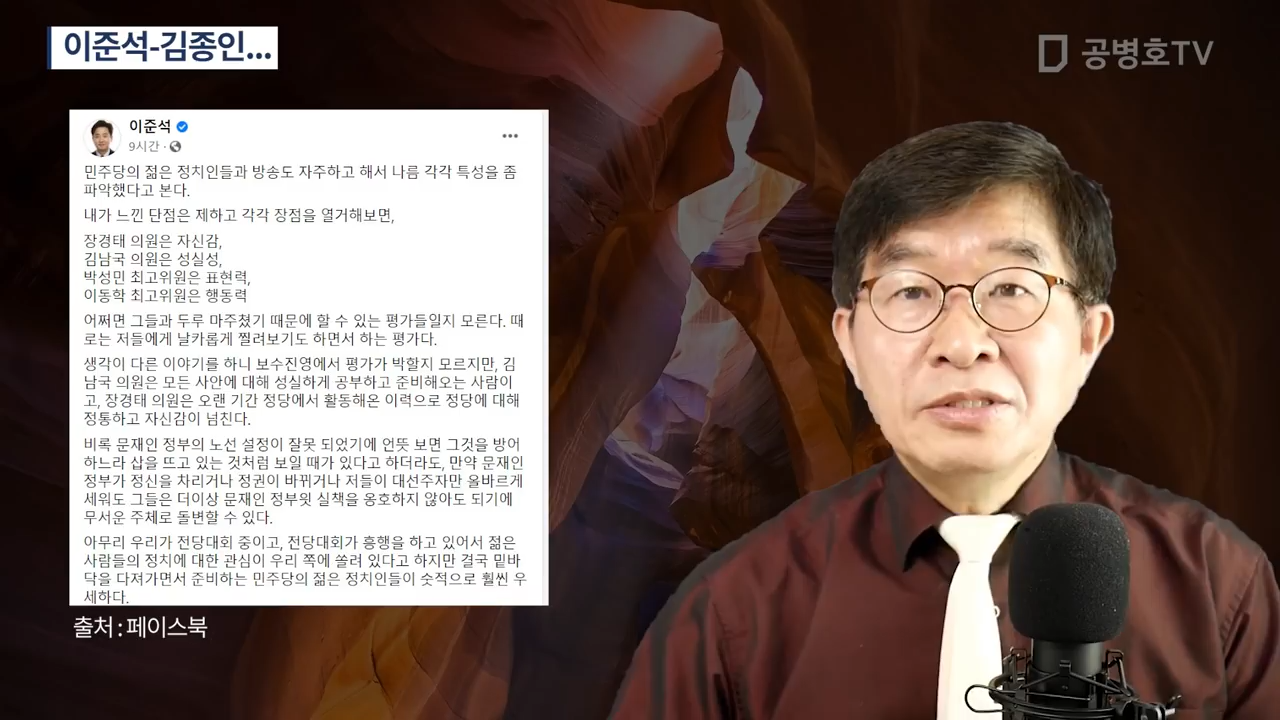 이준석-김종인...
공병호TV
이준석
9시간
민주당의 젊은 정치인들과 방송도 자주하고 해서 나름 각각 특성을 좀
파악했다고 본다.
내가 느낀 단점은 제하고 각각 장점을 열거해보면,
장경태 의원은 자신감,
김남국 의원은 성실성,
박성민 최고위원은 표현력,
이동학 최고위원은 행동력
어쩌면 그들과 두루 마주쳤기 때문에 할 수 있는 평가들일지 모른다. 때
로는 저들에게 날카롭게 찔려보기도 하면서 하는 평가다.
생각이 다른 이야기를 하니 보수진영에서 평가가 박할지 모르지만, 김
남국 의원은 모든 사안에 대해 성실하게 공부하고 준비해오는 사람이
고, 장경태 의원은 오랜 기간 정당에서 활동해온 이력으로 정당에 대해
정통하고 자신감이 넘친다.
비록 문재인 정부의 노선 설정이 잘못 되었기에 언뜻 보면 그것을 방어
하느라 삽을 뜨고 있는 것처럼 보일 때가 있다고 하더라도, 만약 문재인
정부가 정신을 차리거나 정권이 바뀌거나 저들이 대선주자만 올바르게
세워도 그들은 더이상 문재인 정부윗 실책을 옹호하지 않아도 되기에
무서운 주체로 돌변할 수 있다.
아무리 우리가 전당대회 중이고, 전당대회가 흥행을 하고 있어서 젊은
사람들의 정치에 대한 관심이 우리 쪽에 쏠려 있다고 하지만 결국 밑바
닥을 다져가면서 준비하는 민주당의 젊은 정치인들이 숫적으로 훨씬 우
세하다.
출처 : 페이스북